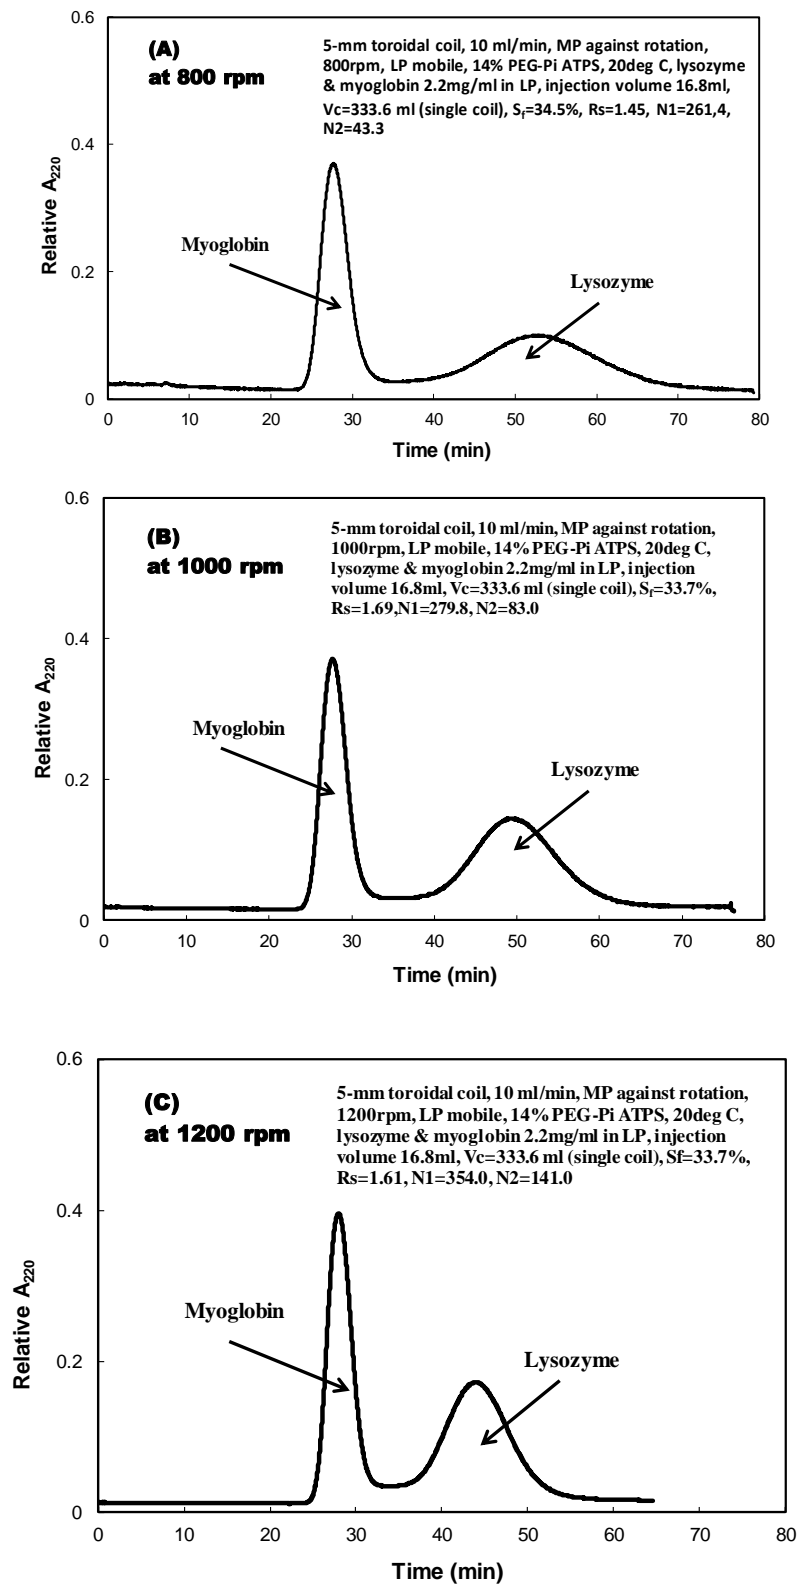 0.6
(A)
at 800 rpm
5-mm toroidal coil, 10 ml/min, MP against rotation,
800rpm, LP mobile, 14% PEG-Pi ATPS, 20deg C, lysozyme
& myoglobin 2.2mg/ml in LP, injection volume 16.8ml,
Vc=333.6 ml (single coil), Sf=34.5%, Rs=1.45, N1=261,4,
N2=43.3
0.4
Relative A220
Myoglobin
Lysozyme
0.2
0
0 10 20 30 40 50 60 70 80
Time (min)
0.6
(B)
at 1000 rpm
5-mm toroidal coil, 10 ml/min, MP against rotation,
1000rpm, LP mobile, 14% PEG-Pi ATPS, 20deg C,
lysozyme & myoglobin 2.2mg/ml in LP, injection
volume 16.8ml, Vc=333.6 ml (single coil), Sf=33.7%,
Rs=1.69,N1=279.8, N2=83.0
0.4
Relative A220
Myoglobin
Lysozyme
0.2
0
0 10 20 30 40 50 60 70 80
Time (min)
0.6
(C)
at 1200 rpm
5-mm toroidal coil, 10 ml/min, MP against rotation,
1200rpm, LP mobile, 14% PEG-Pi ATPS, 20deg C,
lysozyme & myoglobin 2.2mg/ml in LP, injection
volume 16.8ml, Vc=333.6 ml (single coil), Sf=33.7%,
Rs=1.61, N1=354.0, N2=141.0
0.4
Relative A220
Myoglobin
Lysozyme
0.2
0
0 10 20 30 40 50 60 70 80
Time (min)